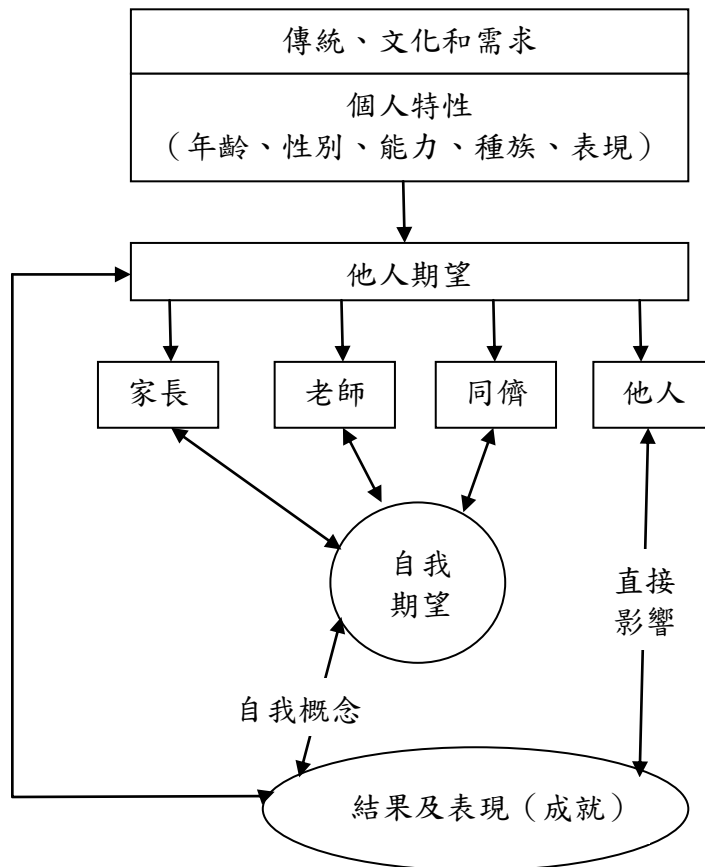 傳統、文化和需求
個人特性
（年齡、性別、能力、種族、表現）
他人期望
家長
老師
同儕
他人
自我
期望
直接
影響
自我概念
結果及表現（成就）